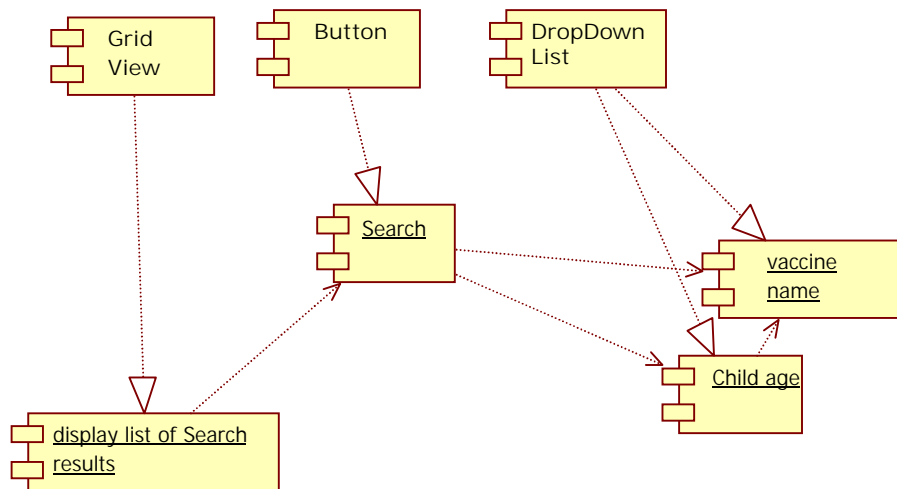 Grid
View
Button
DropDown
List
Search
vaccine
name
Child age
display list of Search
results